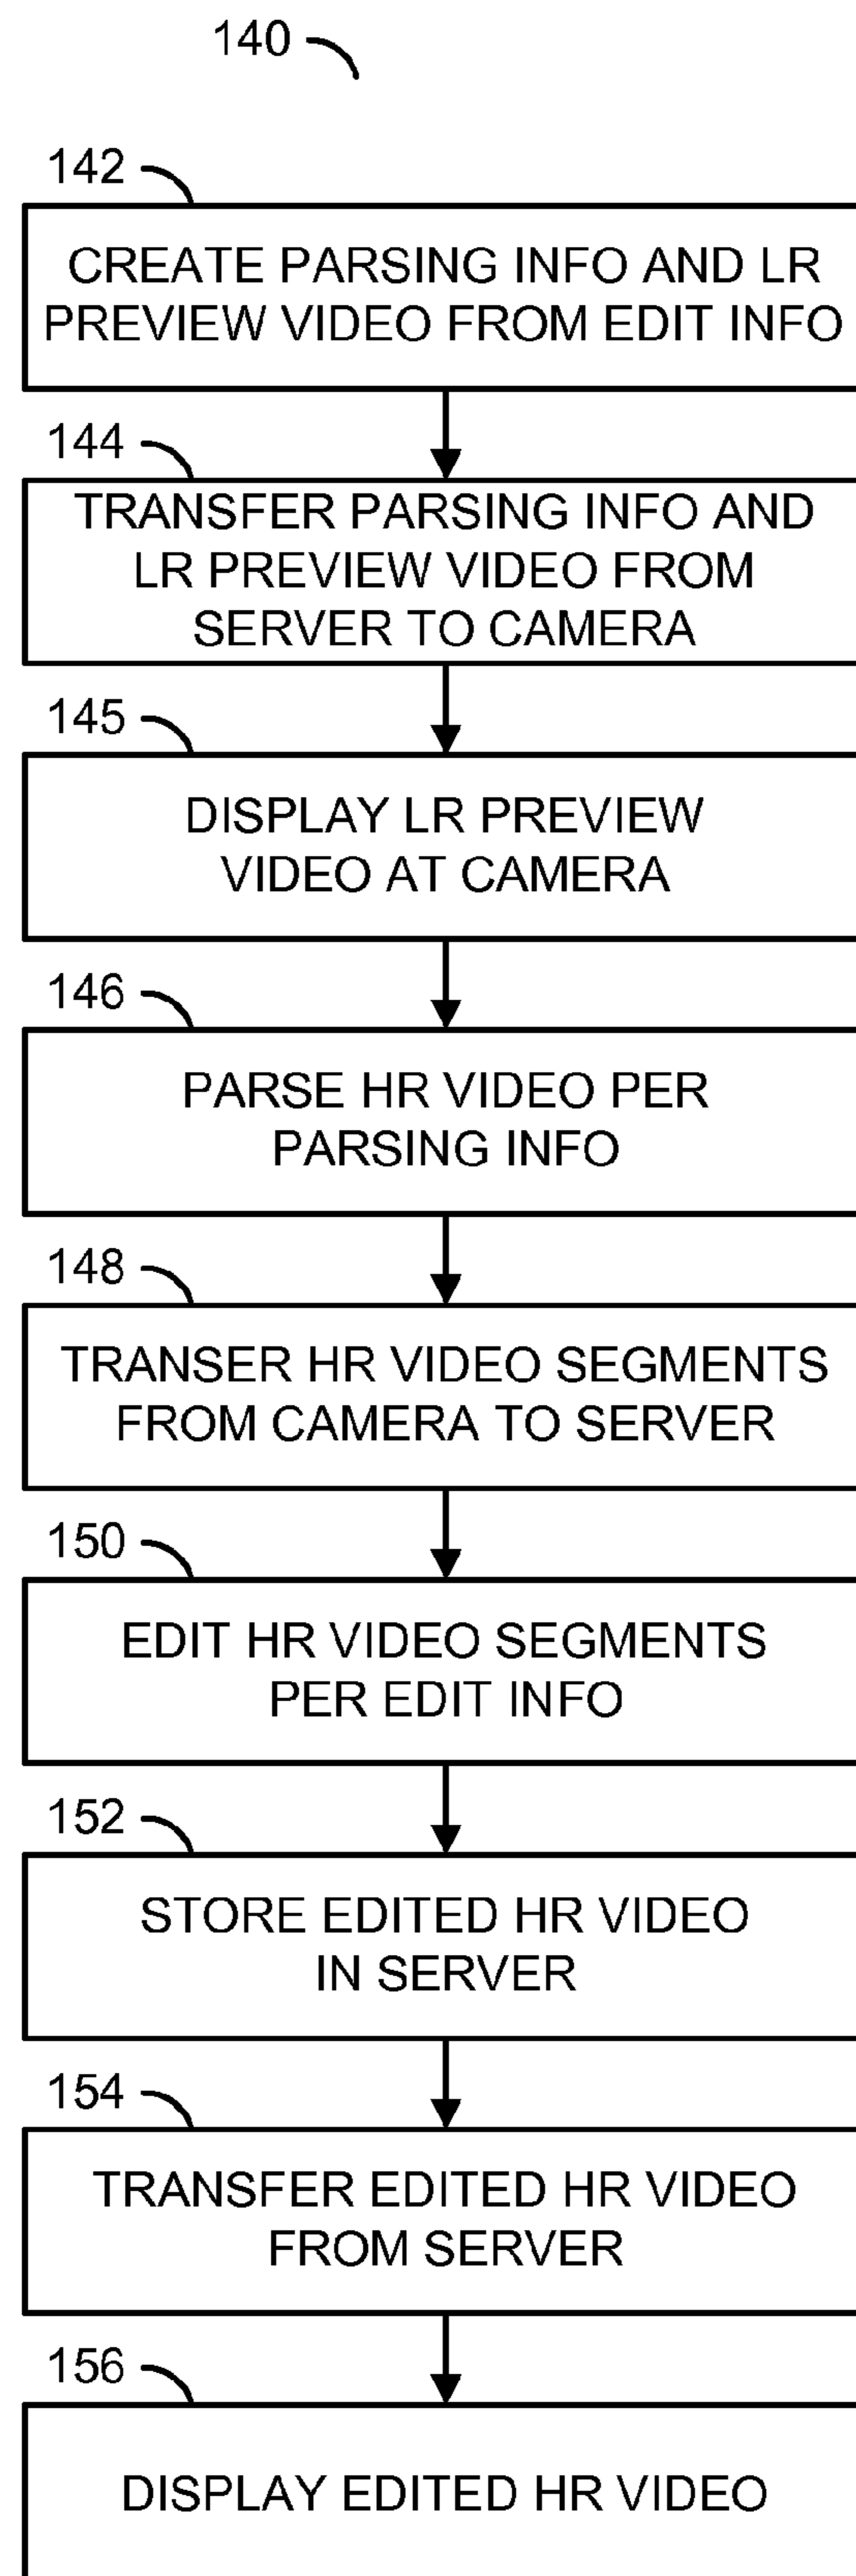 140
142
CREATE PARSING INFO AND LR
PREVIEW VIDEO FROM EDIT INFO
144
TRANSFER PARSING INFO AND
LR PREVIEW VIDEO FROM
SERVER TO CAMERA
145
DISPLAY LR PREVIEW
VIDEO AT CAMERA
146
PARSE HR VIDEO PER
PARSING INFO
148
TRANSER HR VIDEO SEGMENTS
FROM CAMERA TO SERVER
150
EDIT HR VIDEO SEGMENTS
PER EDIT INFO
152
STORE EDITED HR VIDEO
IN SERVER
154
TRANSFER EDITED HR VIDEO
FROM SERVER
156
DISPLAY EDITED HR VIDEO